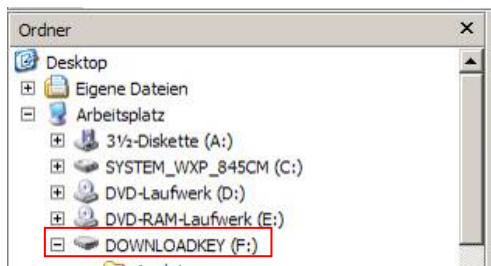 Ordner
Desktop
Eigene Dateien
Arbeitsplatz
3½-Diskette (A:)
SYSTEM_WXP_845CM (C:)
DVD-Laufwerk (D:)
DVD-RAM-Laufwerk (E:)
DOWNLOADKEY (F:)